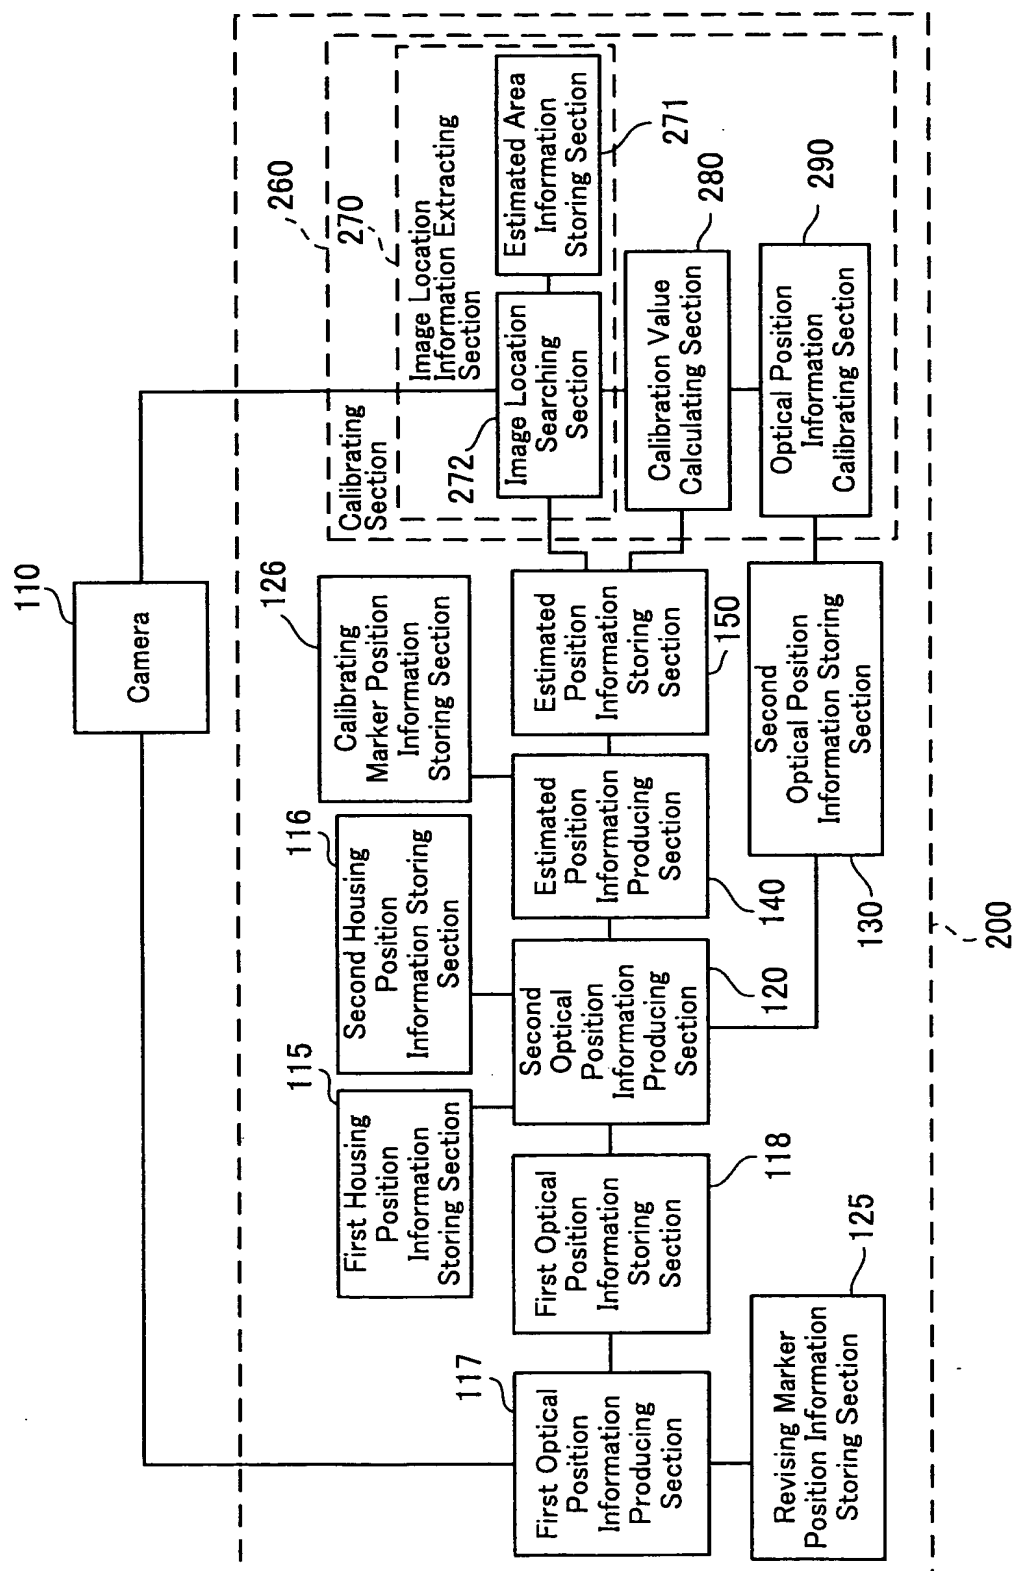 110
Camera
260
Calibrating
Section
270
Image Location
Information Extracting
Section
272
Image Location
Searching
Section
Estimated Area
Information
Storing Section
271
Calibration Value
Calculating Section
280
Optical Position
Information
Calibrating Section
290
126
Calibrating
Marker Position
Information
Storing Section
Estimated
Position
Information
Storing
Section
150
Second
Optical Position
Information Storing
Section
130
116
Second Housing
Position
Information Storing
Section
Estimated
Position
Information
Producing
Section
140
115
First Housing
Position
Information
Storing Section
Second
Optical
Position
Information
Producing
Section
120
First Optical
Position
Information
Storing
Section
118
117
First Optical
Position
Information
Producing
Section
Revising Marker
Position Information
Storing Section
125
200